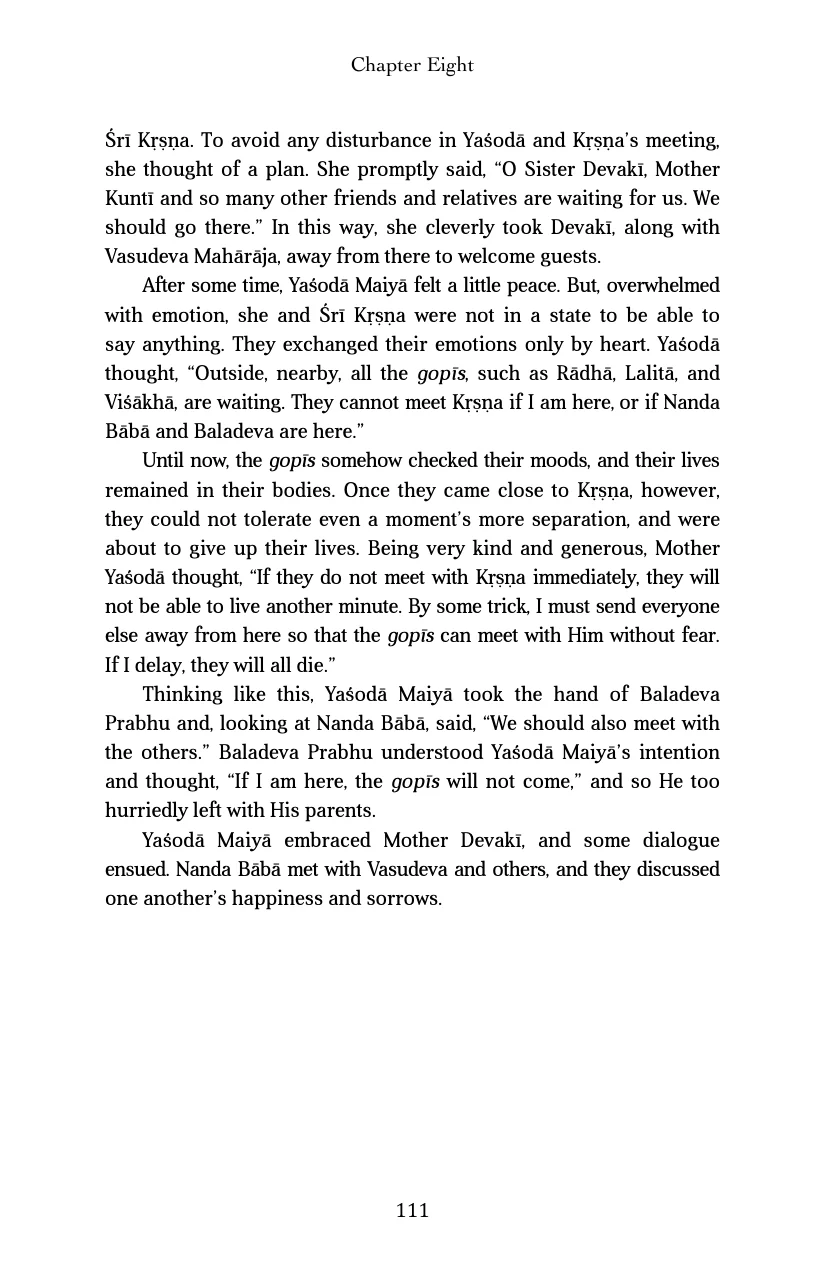 Chapter Eight
Śrī Kṛṣṇa. To avoid any disturbance in Yaśodā and Kṛṣṇa’s meeting,
she thought of a plan. She promptly said, “O Sister Devakī, Mother
Kuntī and so many other friends and relatives are waiting for us. We
should go there.” In this way, she cleverly took Devakī, along with
Vasudeva Mahārāja, away from there to welcome guests.
After some time, Yaśodā Maiyā felt a little peace. But, overwhelmed
with emotion, she and Śrī Kṛṣṇa were not in a state to be able to
say anything. They exchanged their emotions only by heart. Yaśodā
thought, “Outside, nearby, all the gopīs, such as Rādhā, Lalitā, and
Viśākhā, are waiting. They cannot meet Kṛṣṇa if I am here, or if Nanda
Bābā and Baladeva are here.”
Until now, the gopīs somehow checked their moods, and their lives
remained in their bodies. Once they came close to Kṛṣṇa, however,
they could not tolerate even a moment’s more separation, and were
about to give up their lives. Being very kind and generous, Mother
Yaśodā thought, “If they do not meet with Kṛṣṇa immediately, they will
not be able to live another minute. By some trick, I must send everyone
else away from here so that the gopīs can meet with Him without fear.
If I delay, they will all die.”
Thinking like this, Yaśodā Maiyā took the hand of Baladeva
Prabhu and, looking at Nanda Bābā, said, “We should also meet with
the others.” Baladeva Prabhu understood Yaśodā Maiyā’s intention
and thought, “If I am here, the gopīs will not come,” and so He too
hurriedly left with His parents.
Yaśodā Maiyā embraced Mother Devakī, and some dialogue
ensued. Nanda Bābā met with Vasudeva and others, and they discussed
one another’s happiness and sorrows.
111